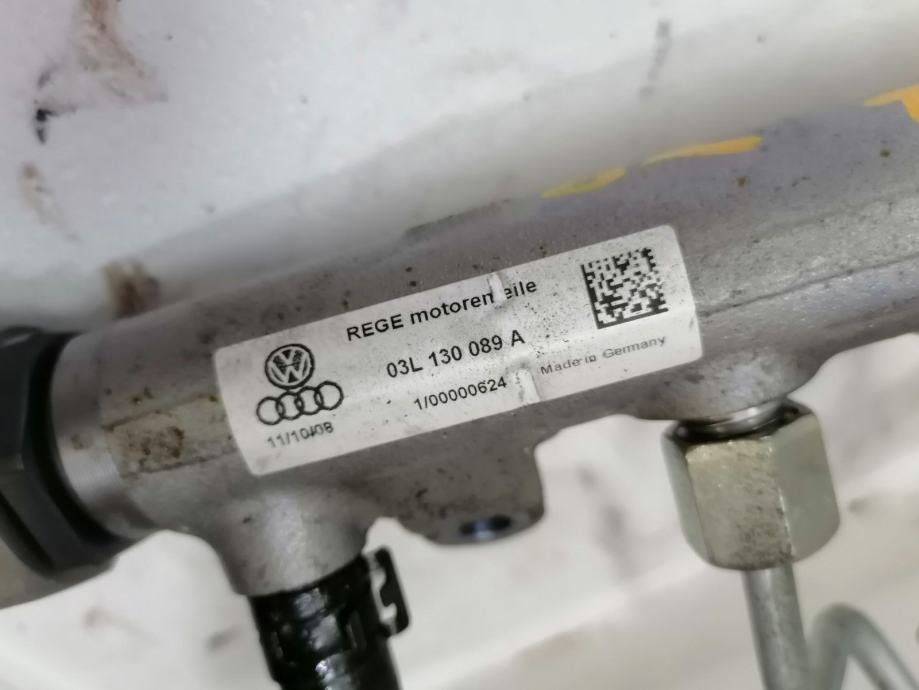 REGE motorenteile
03L 130 089 A
1/00000624
Made in Germany
11/10/08